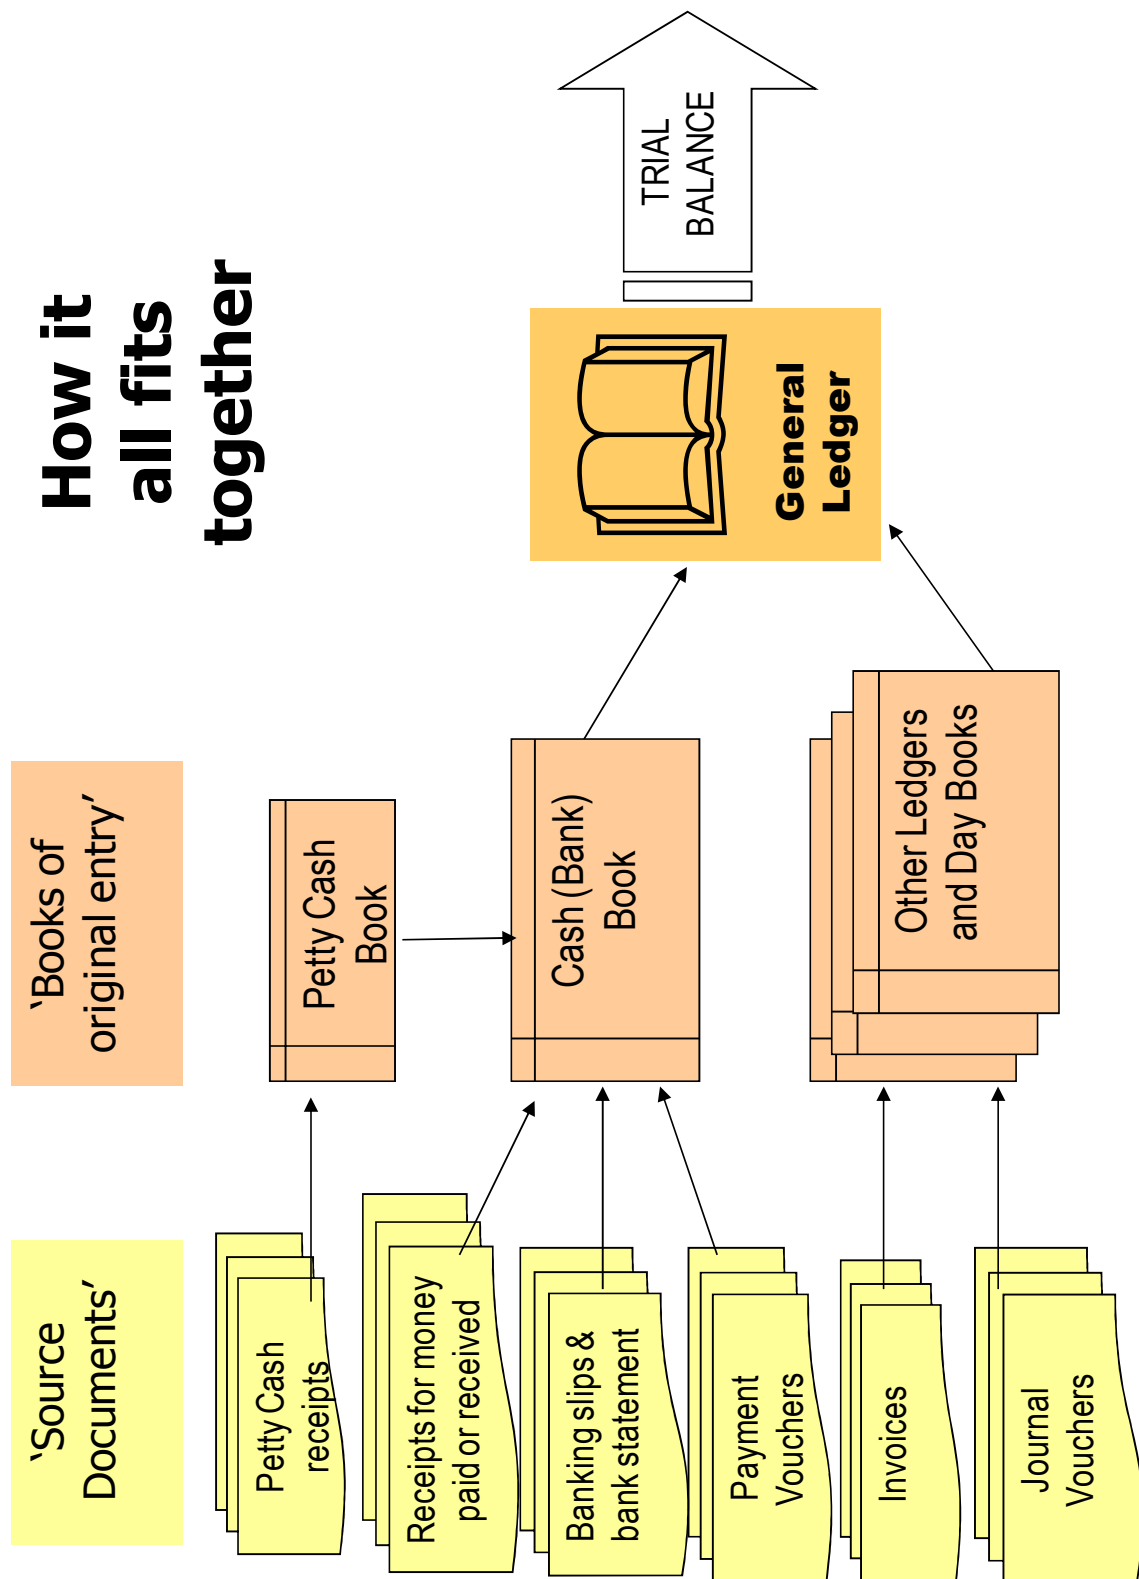 How it
all fits
together
‘Source
Documents’
‘Books of
original entry’
Petty Cash
receipts
Receipts for money
paid or received
Banking slips &
bank statement
Payment
Vouchers
Invoices
Journal
Vouchers
Petty Cash
Book
Cash (Bank)
Book
Other Ledgers
and Day Books
General
Ledger
TRIAL
BALANCE